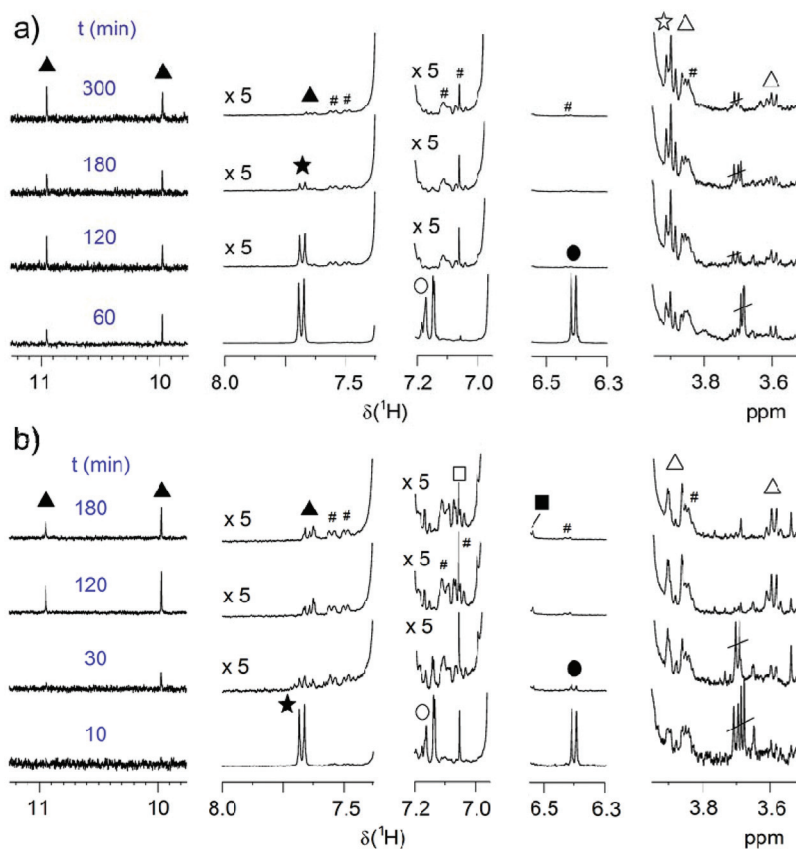 a)
t (min)
300
180
120
60
x 5
x 5
x 5
# #
x 5
x 5
x 5
# #
#
#
11 10
8.0 7.5
7.2 7.0
6.5 6.3
3.8 3.6
δ(¹H)
ppm
b)
t (min)
180
120
30
10
x 5
x 5
x 5
# #
x 5
x 5
x 5
#
#
#
#
11 10
8.0 7.5
7.2 7.0
6.5 6.3
3.8 3.6
δ(¹H)
ppm